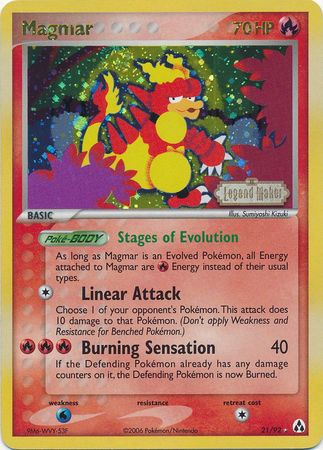 Magmar 70 HP
Legend Maker
Illus. Sumiyoshi Kizuki
BASIC
Poké-BODY Stages of Evolution
As long as Magmar is an Evolved Pokémon, all Energy
attached to Magmar are Energy instead of their usual
types.
Linear Attack
Choose 1 of your opponent's Pokémon. This attack does
10 damage to that Pokémon. (Don't apply Weakness and
Resistance for Benched Pokémon.)
Burning Sensation 40
If the Defending Pokémon already has any damage
counters on it, the Defending Pokémon is now Burned.
weakness resistance retreat cost
9M6-WVY-53F ©2006 Pokémon/Nintendo 21/92